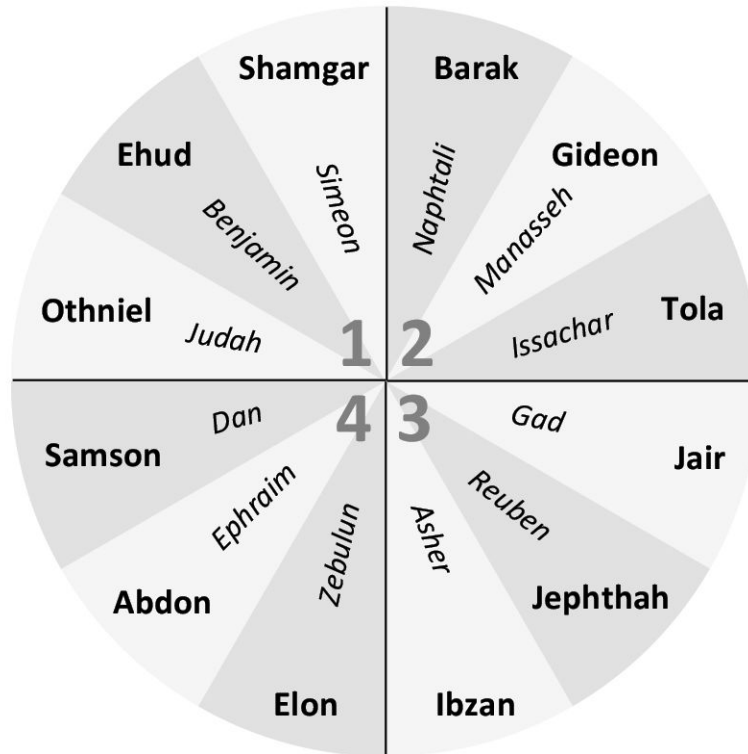 Shamgar
Simeon
Barak
Naphtali
Ehud
Benjamin
Gideon
Manasseh
Othniel
Judah
Tola
Issachar
1
2
4
3
Dan
Samson
Gad
Jair
Ephraim
Abdon
Reuben
Jephthah
Zebulun
Elon
Asher
Ibzan